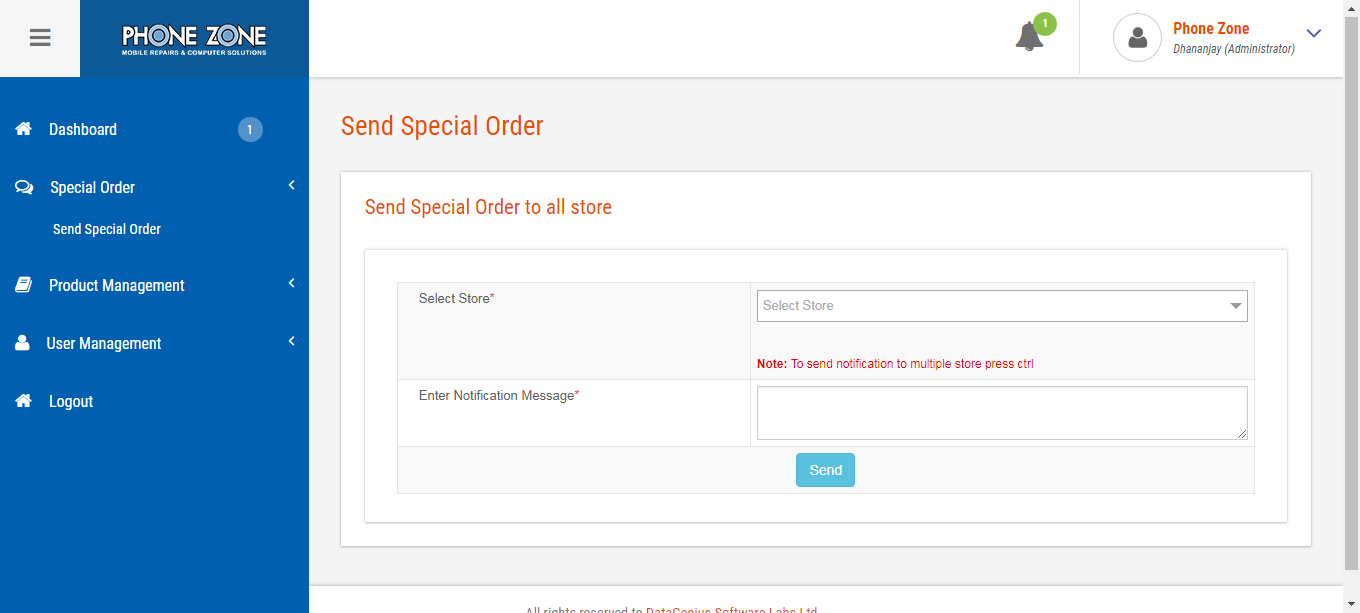 PHONE ZONE
MOBILE REPAIRS & COMPUTER SOLUTIONS
1
Phone Zone
Dhananjay (Administrator)
Dashboard 1
Special Order
Send Special Order
Product Management
User Management
Logout
Send Special Order
Send Special Order to all store
Select Store*
Select Store
Note: To send notification to multiple store press ctrl
Enter Notification Message*
Send
All rights reserved to DataGenius Software Labs Ltd